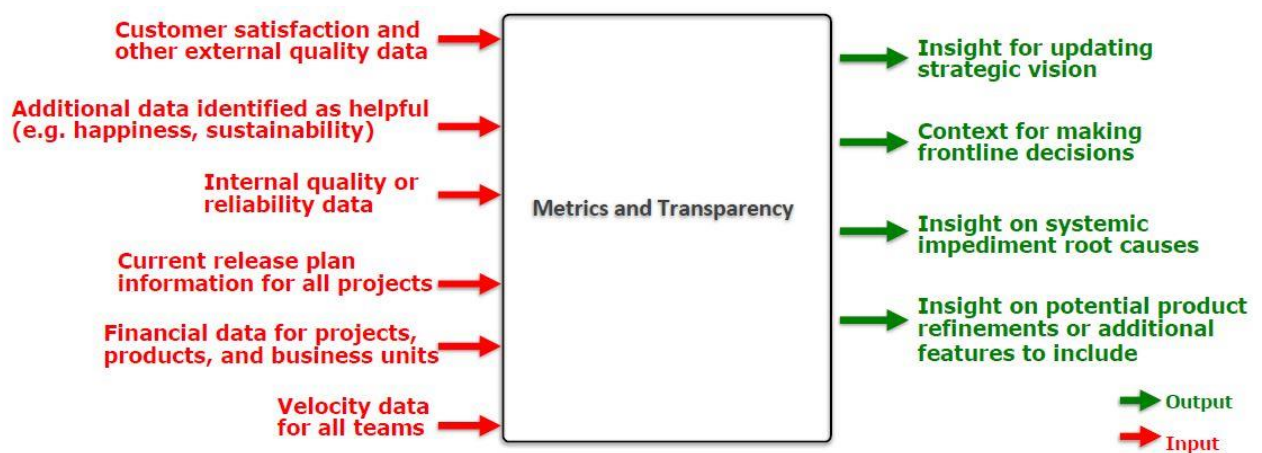 Customer satisfaction and
other external quality data
Additional data identified as helpful
(e.g. happiness, sustainability)
Internal quality or
reliability data
Current release plan
information for all projects
Financial data for projects,
products, and business units
Velocity data
for all teams
Metrics and Transparency
Insight for updating
strategic vision
Context for making
frontline decisions
Insight on systemic
impediment root causes
Insight on potential product
refinements or additional
features to include
Output
Input